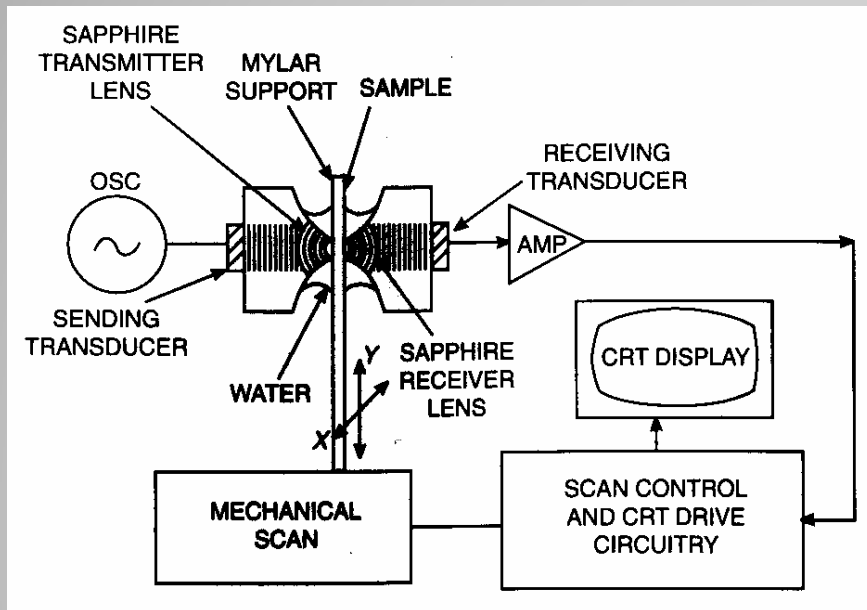 SAPPHIRE
TRANSMITTER
LENS
MYLAR
SUPPORT
SAMPLE
RECEIVING
TRANSDUCER
OSC
AMP
SENDING
TRANSDUCER
WATER
Y
X
SAPPHIRE
RECEIVER
LENS
CRT DISPLAY
MECHANICAL
SCAN
SCAN CONTROL
AND CRT DRIVE
CIRCUITRY